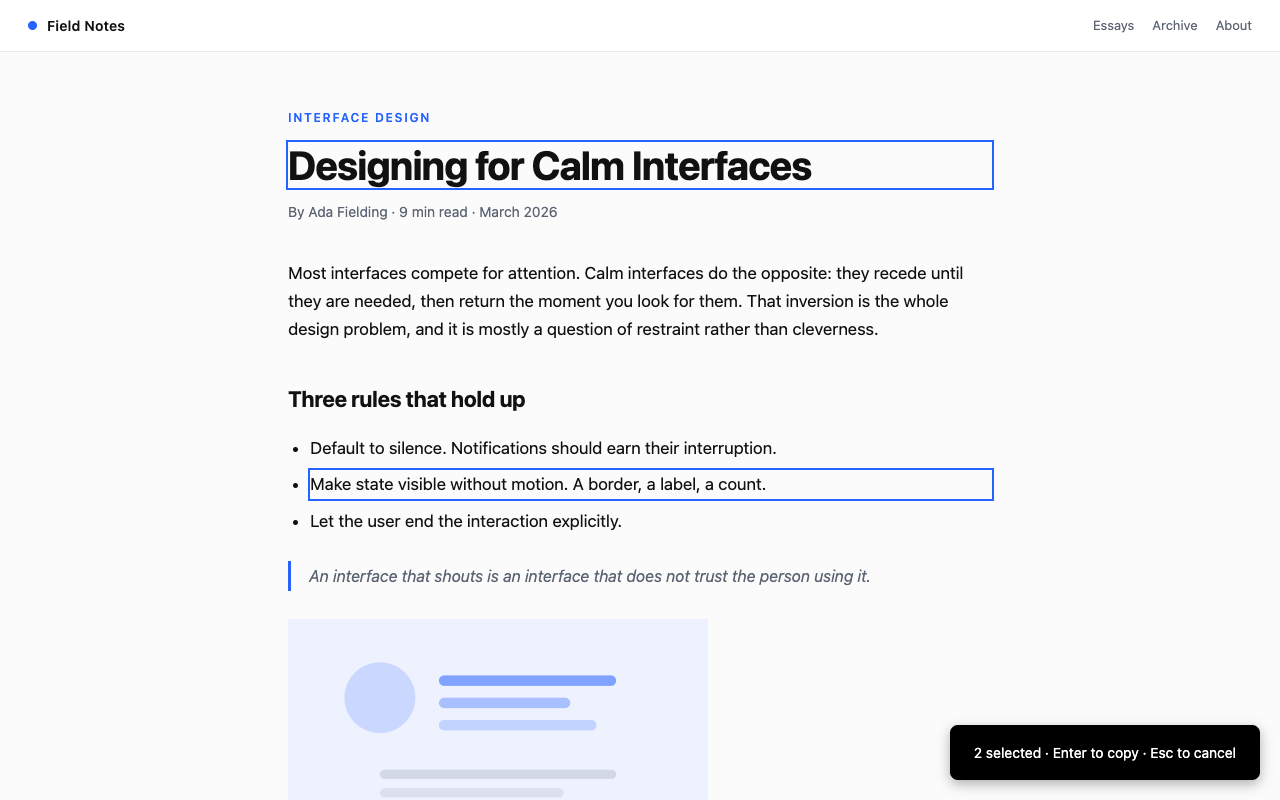 Field Notes
Essays
Archive
About
INTERFACE DESIGN
Designing for Calm Interfaces
By Ada Fielding · 9 min read · March 2026
Most interfaces compete for attention. Calm interfaces do the opposite: they recede until
they are needed, then return the moment you look for them. That inversion is the whole
design problem, and it is mostly a question of restraint rather than cleverness.
Three rules that hold up
• Default to silence. Notifications should earn their interruption.
• Make state visible without motion. A border, a label, a count.
• Let the user end the interaction explicitly.
An interface that shouts is an interface that does not trust the person using it.
2 selected · Enter to copy · Esc to cancel